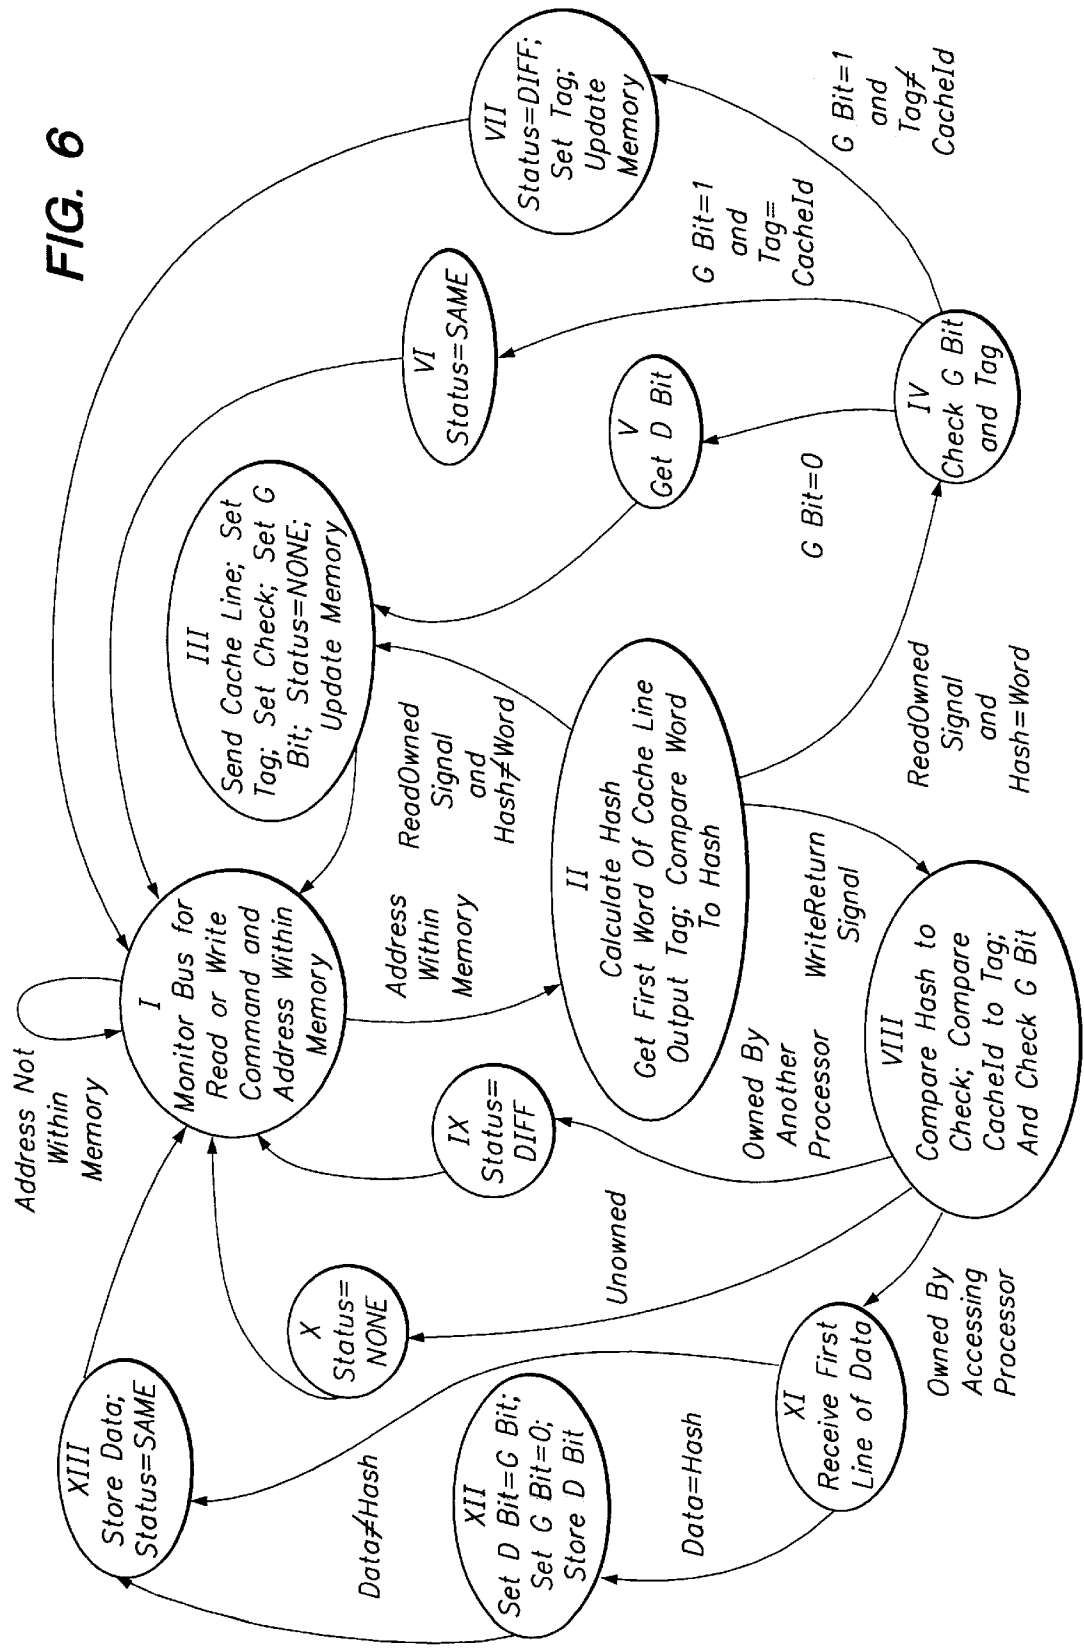 FIG. 6
Address Not
Within
Memory
I
Monitor Bus for
Read or Write
Command and
Address Within
Memory
Address
Within
Memory
II
Calculate Hash
Get First Word Of Cache Line
Output Tag; Compare Word
To Hash
ReadOwned
Signal
and
Hash≠Word
III
Send Cache Line; Set
Tag; Set Check; Set G
Bit; Status=NONE;
Update Memory
ReadOwned
Signal
and
Hash=Word
IV
Check G Bit
and Tag
G Bit=0
V
Get D Bit
G Bit=1
and
Tag=
CacheId
VI
Status=SAME
G Bit=1
and
Tag≠
CacheId
VII
Status=DIFF;
Set Tag;
Update
Memory
WriteReturn
Signal
VIII
Compare Hash to
Check; Compare
CacheId to Tag;
And Check G Bit
Owned By
Another
Processor
IX
Status=
DIFF
Unowned
X
Status=
NONE
Owned By
Accessing
Processor
XI
Receive First
Line of Data
Data=Hash
XII
Set D Bit=G Bit;
Set G Bit=0;
Store D Bit
Data≠Hash
XIII
Store Data;
Status=SAME